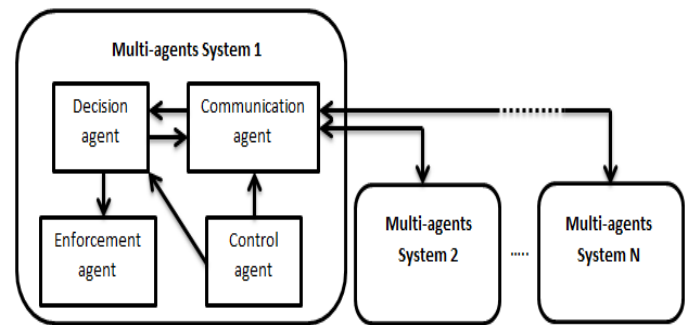 Multi-agents System 1
Decision
agent
Communication
agent
Enforcement
agent
Control
agent
Multi-agents
System 2
.....
Multi-agents
System N